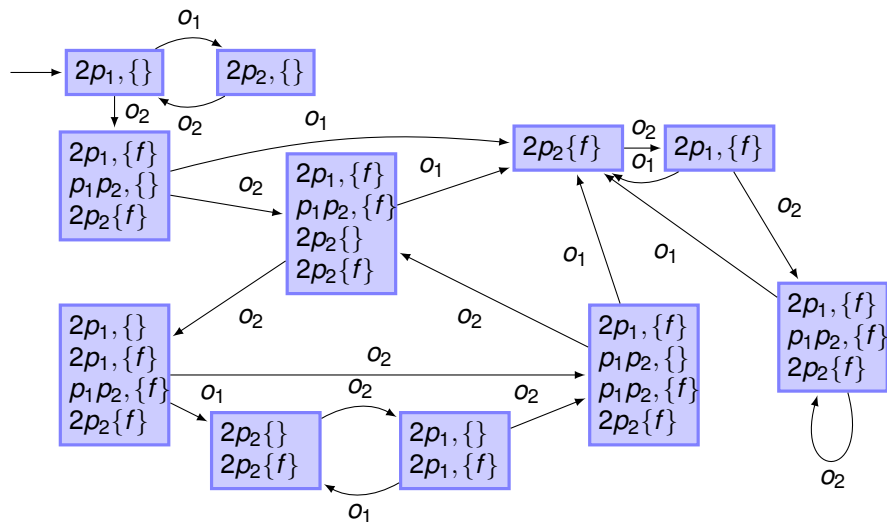 o₁
2p₁, {}
2p₂, {}
o₂
o₂
2p₁, {f}
p₁p₂, {}
2p₂{f}
o₁
o₂
2p₁, {f}
p₁p₂, {f}
2p₂{}
2p₂{f}
o₁
2p₂{f}
o₂
o₁
2p₁, {f}
o₂
o₁
o₁
2p₁, {f}
p₁p₂, {f}
2p₂{f}
o₂
2p₁, {}
2p₁, {f}
p₁p₂, {f}
2p₂{f}
o₂
o₂
2p₁, {f}
p₁p₂, {}
p₁p₂, {f}
2p₂{f}
o₂
o₁
o₂
o₂
2p₂{}
2p₂{f}
2p₁, {}
2p₁, {f}
o₁
o₂